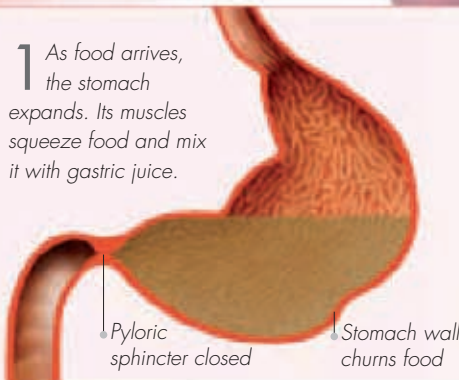 1 As food arrives,
the stomach
expands. Its muscles
squeeze food and mix
it with gastric juice.
Pyloric
sphincter closed
Stomach wall
churns food